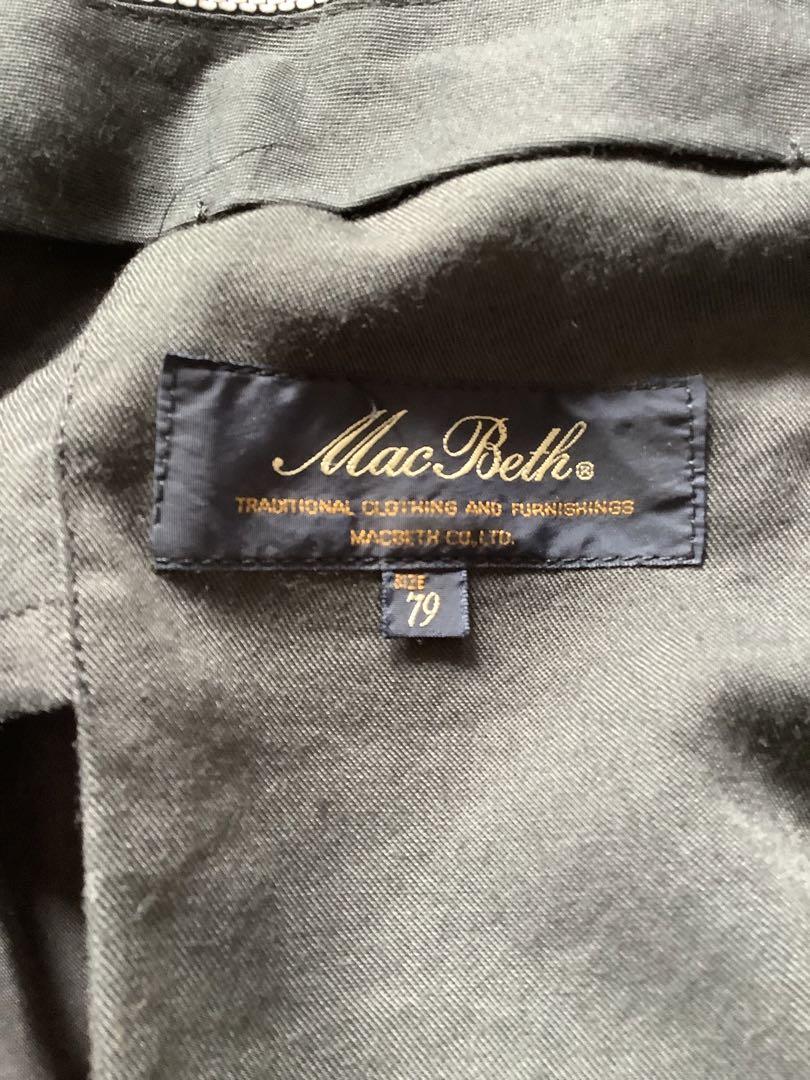 MacBeth®
TRADITIONAL CLOTHING AND FURNISHINGS
MACBETH CO., LTD.
SIZE
79